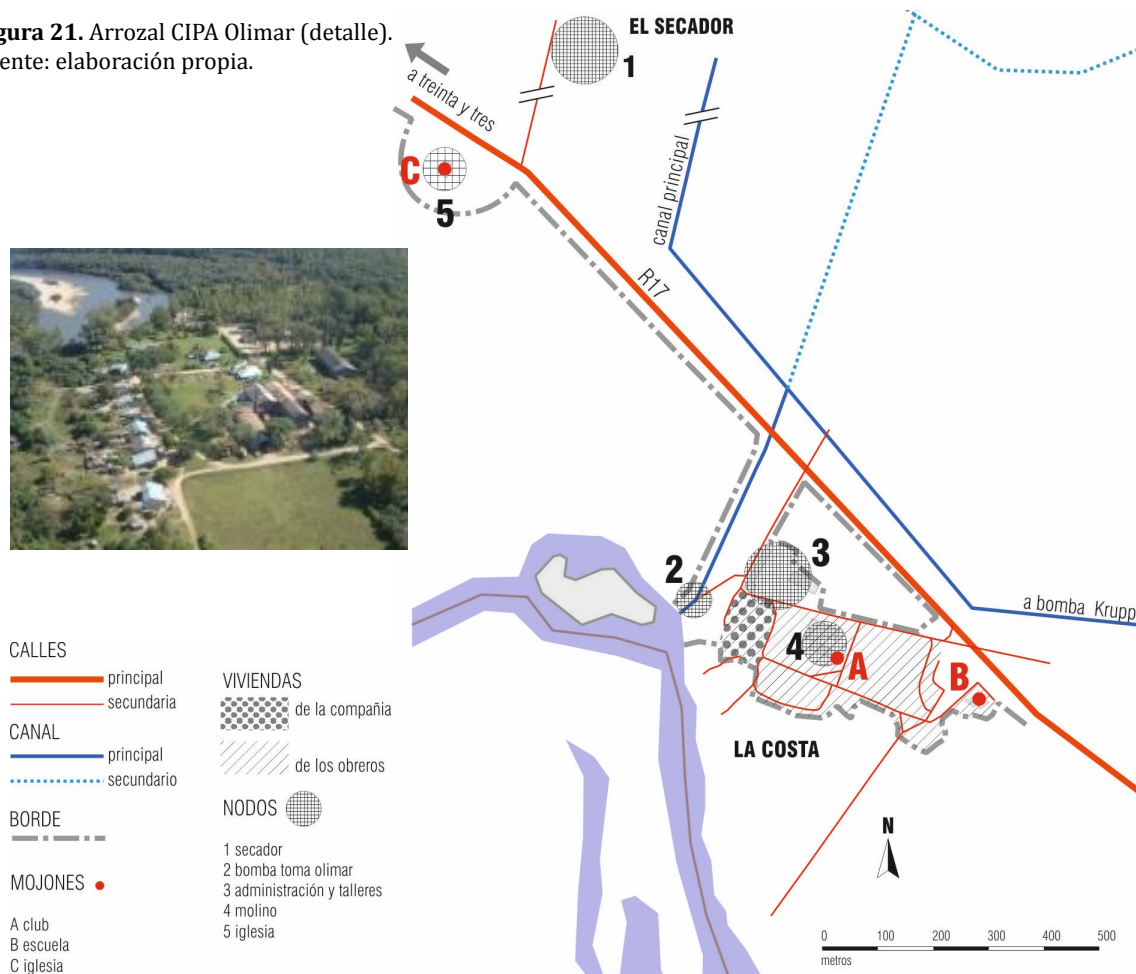 gura 21. Arrozal CIPA Olimar (detalle).
ente: elaboración propia.
EL SECADOR
1
a treinta y tres
C
5
canal principal
R17
2
3
4
A
B
a bomba Krupp
LA COSTA
N
0 100 200 300 400 500
metros
CALLES
principal
secundaria
CANAL
principal
secundario
BORDE
MOJONES
A club
B escuela
C iglesia
VIVIENDAS
de la compañia
de los obreros
NODOS
1 secador
2 bomba toma olimar
3 administración y talleres
4 molino
5 iglesia